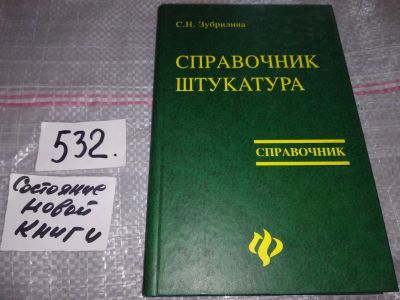 С.Н. Зубрилина
СПРАВОЧНИК
ШТУКАТУРА
СПРАВОЧНИК
532.
Состояние
новой
книги